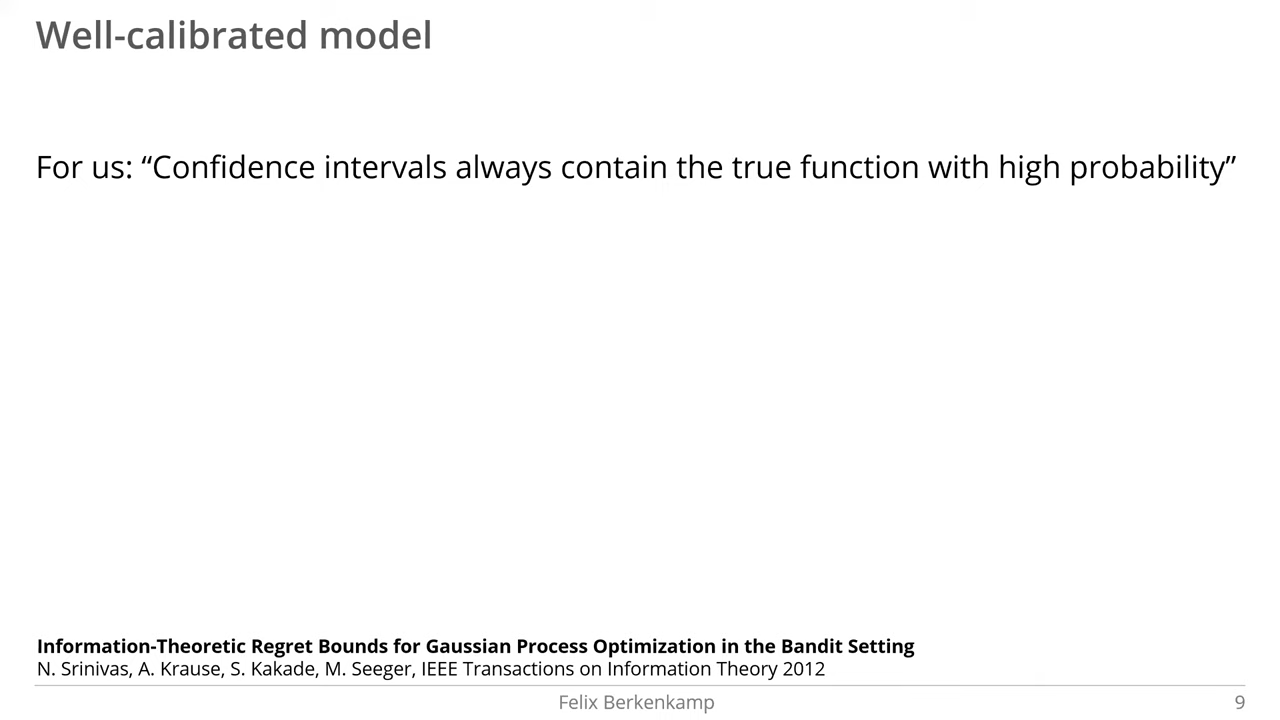 Well-calibrated model
For us: “Confidence intervals always contain the true function with high probability”
Information-Theoretic Regret Bounds for Gaussian Process Optimization in the Bandit Setting
N. Srinivas, A. Krause, S. Kakade, M. Seeger, IEEE Transactions on Information Theory 2012
Felix Berkenkamp
9